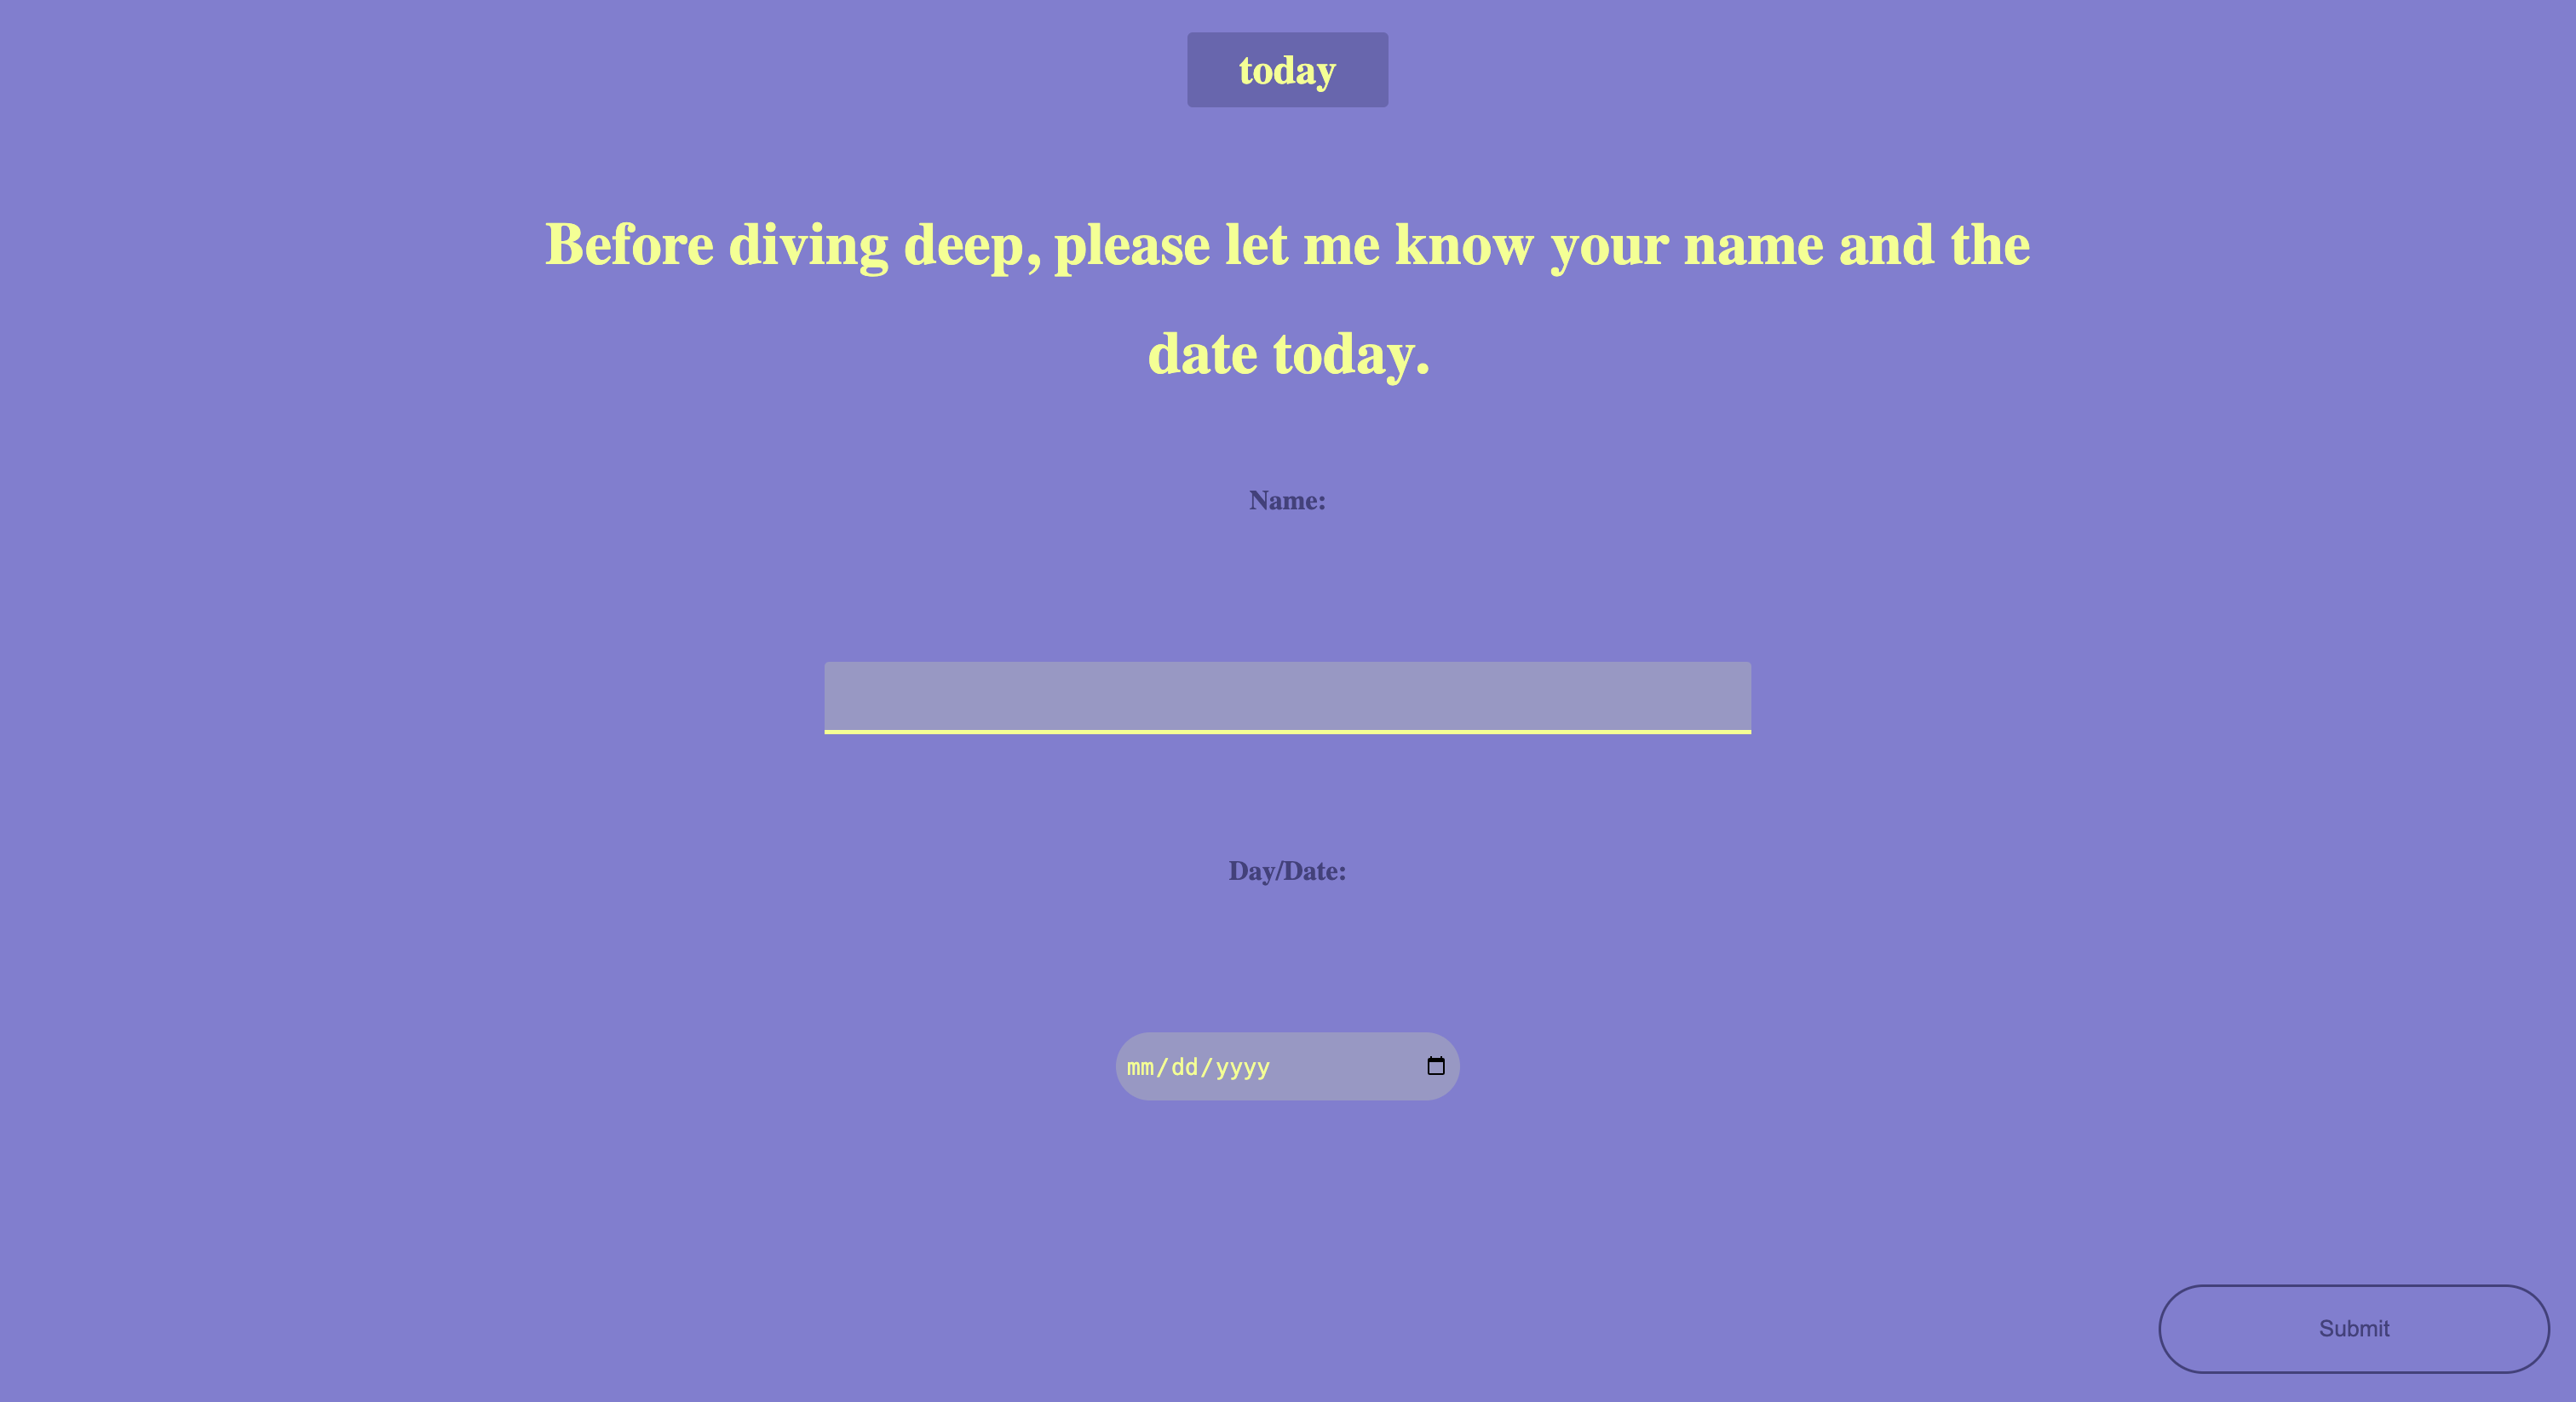 today
Before diving deep, please let me know your name and the
date today.
Name:
Day/Date:
mm/dd/yyyy
Submit